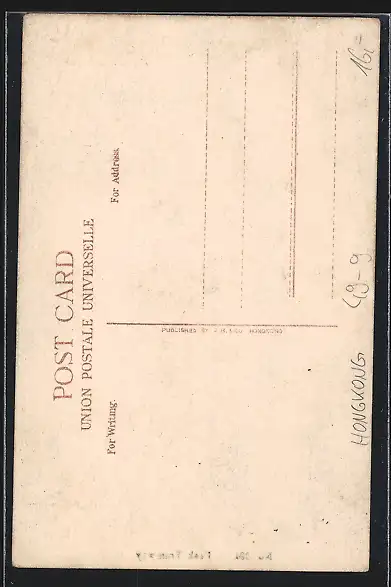 POST CARD
UNION POSTALE UNIVERSELLE
For Writing.
For Address.
HONGKONG
49-9
16,-